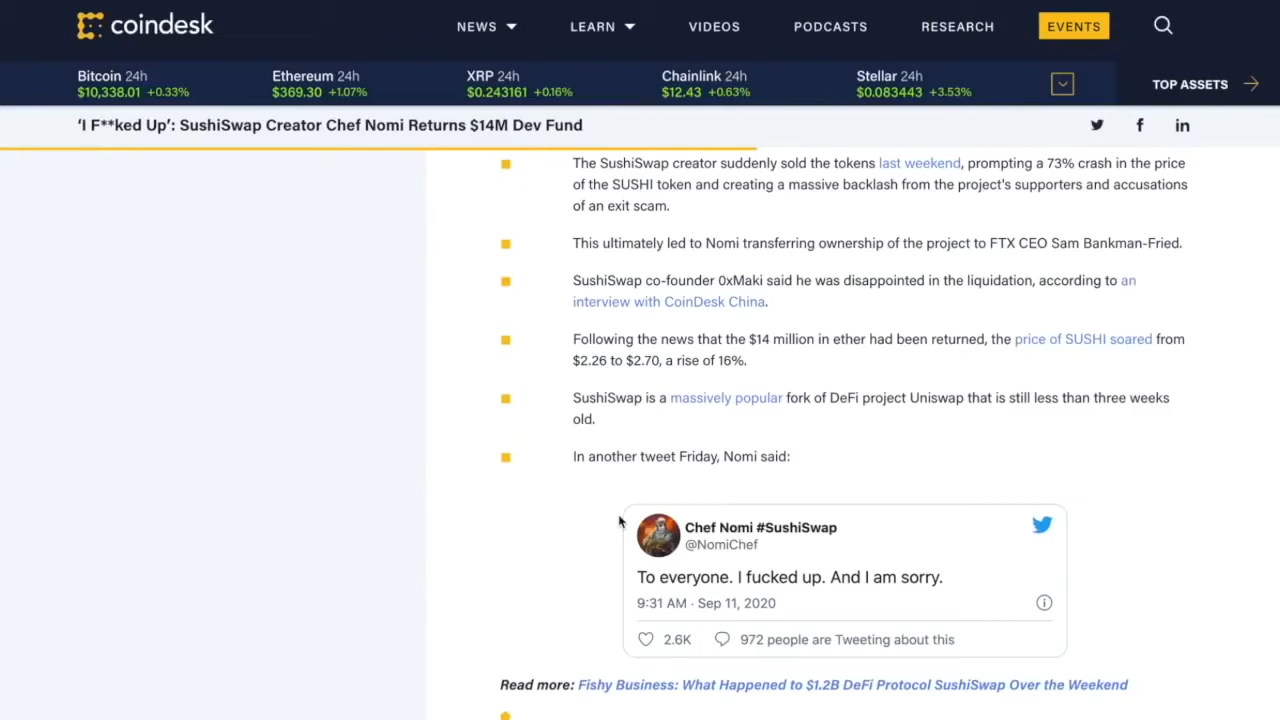 coindesk
NEWS
LEARN
VIDEOS
PODCASTS
RESEARCH
EVENTS
Bitcoin 24h
$10,338.01 +0.33%
Ethereum 24h
$369.30 +1.07%
XRP 24h
$0.243161 +0.16%
Chainlink 24h
$12.43 +0.63%
Stellar 24h
$0.083443 +3.53%
TOP ASSETS
‘I F**ked Up’: SushiSwap Creator Chef Nomi Returns $14M Dev Fund
The SushiSwap creator suddenly sold the tokens last weekend, prompting a 73% crash in the price
of the SUSHI token and creating a massive backlash from the project's supporters and accusations
of an exit scam.
This ultimately led to Nomi transferring ownership of the project to FTX CEO Sam Bankman-Fried.
SushiSwap co-founder 0xMaki said he was disappointed in the liquidation, according to an
interview with CoinDesk China.
Following the news that the $14 million in ether had been returned, the price of SUSHI soared from
$2.26 to $2.70, a rise of 16%.
SushiSwap is a massively popular fork of DeFi project Uniswap that is still less than three weeks
old.
In another tweet Friday, Nomi said:
Chef Nomi #SushiSwap
@NomiChef
To everyone. I fucked up. And I am sorry.
9:31 AM · Sep 11, 2020
2.6K
972 people are Tweeting about this
Read more: Fishy Business: What Happened to $1.2B DeFi Protocol SushiSwap Over the Weekend